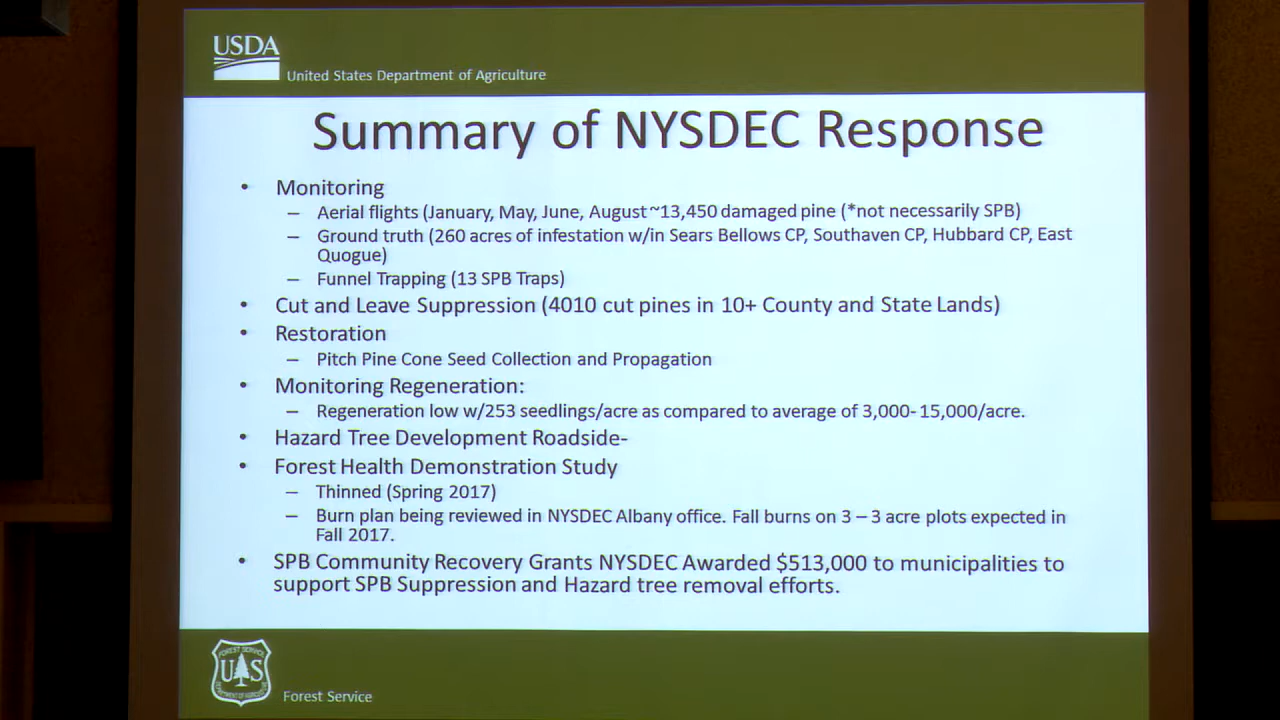 USDA
United States Department of Agriculture
Summary of NYSDEC Response
• Monitoring
– Aerial flights (January, May, June, August ~13,450 damaged pine (*not necessarily SPB)
– Ground truth (260 acres of infestation w/in Sears Bellows CP, Southaven CP, Hubbard CP, East
Quogue)
– Funnel Trapping (13 SPB Traps)
• Cut and Leave Suppression (4010 cut pines in 10+ County and State Lands)
• Restoration
– Pitch Pine Cone Seed Collection and Propagation
• Monitoring Regeneration:
– Regeneration low w/253 seedlings/acre as compared to average of 3,000- 15,000/acre.
• Hazard Tree Development Roadside-
• Forest Health Demonstration Study
– Thinned (Spring 2017)
– Burn plan being reviewed in NYSDEC Albany office. Fall burns on 3 – 3 acre plots expected in
Fall 2017.
• SPB Community Recovery Grants NYSDEC Awarded $513,000 to municipalities to
support SPB Suppression and Hazard tree removal efforts.
FOREST SERVICE
U S
DEPARTMENT OF AGRICULTURE
Forest Service